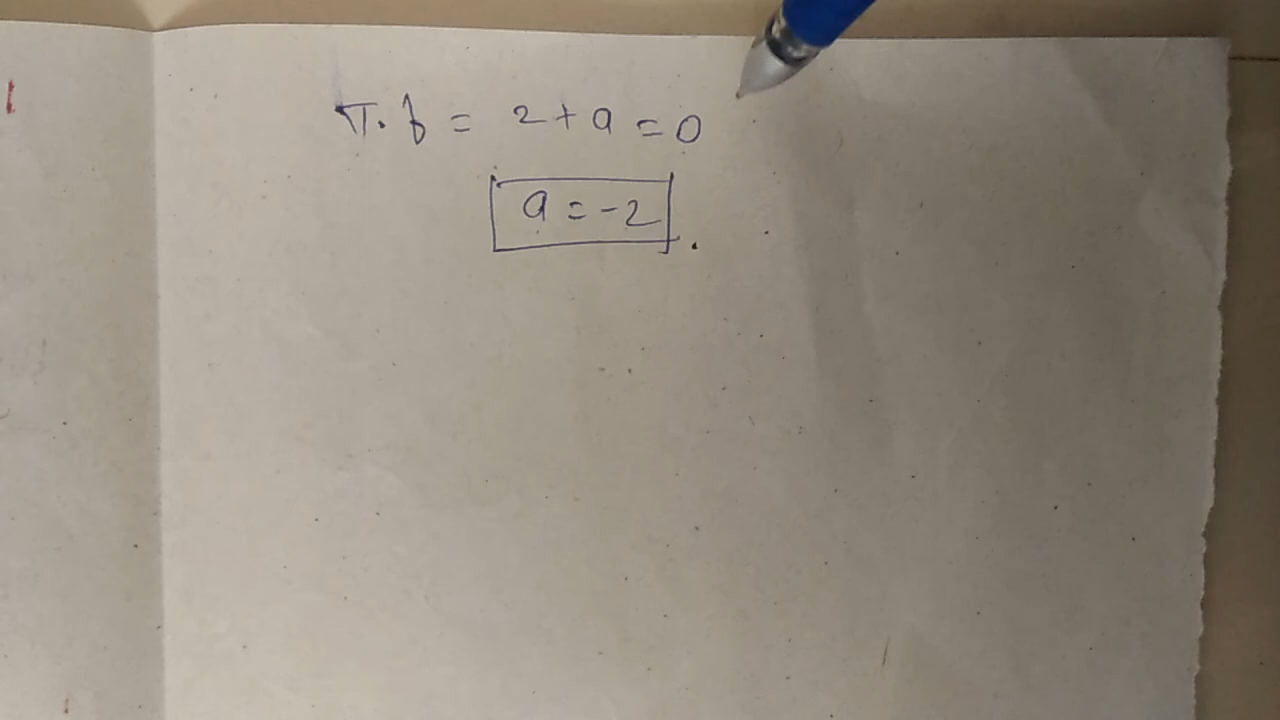 ∇.f = 2+a = 0
a = -2 .